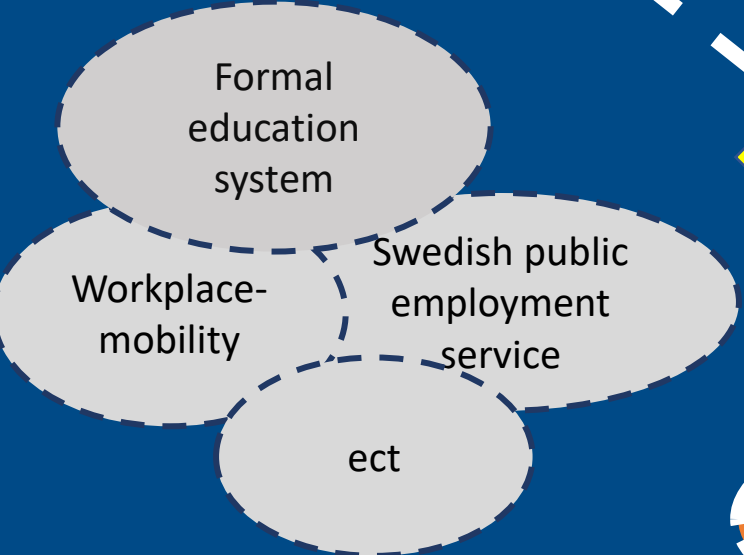 Formal
education
system
Workplace-
mobility
Swedish public
employment
service
ect